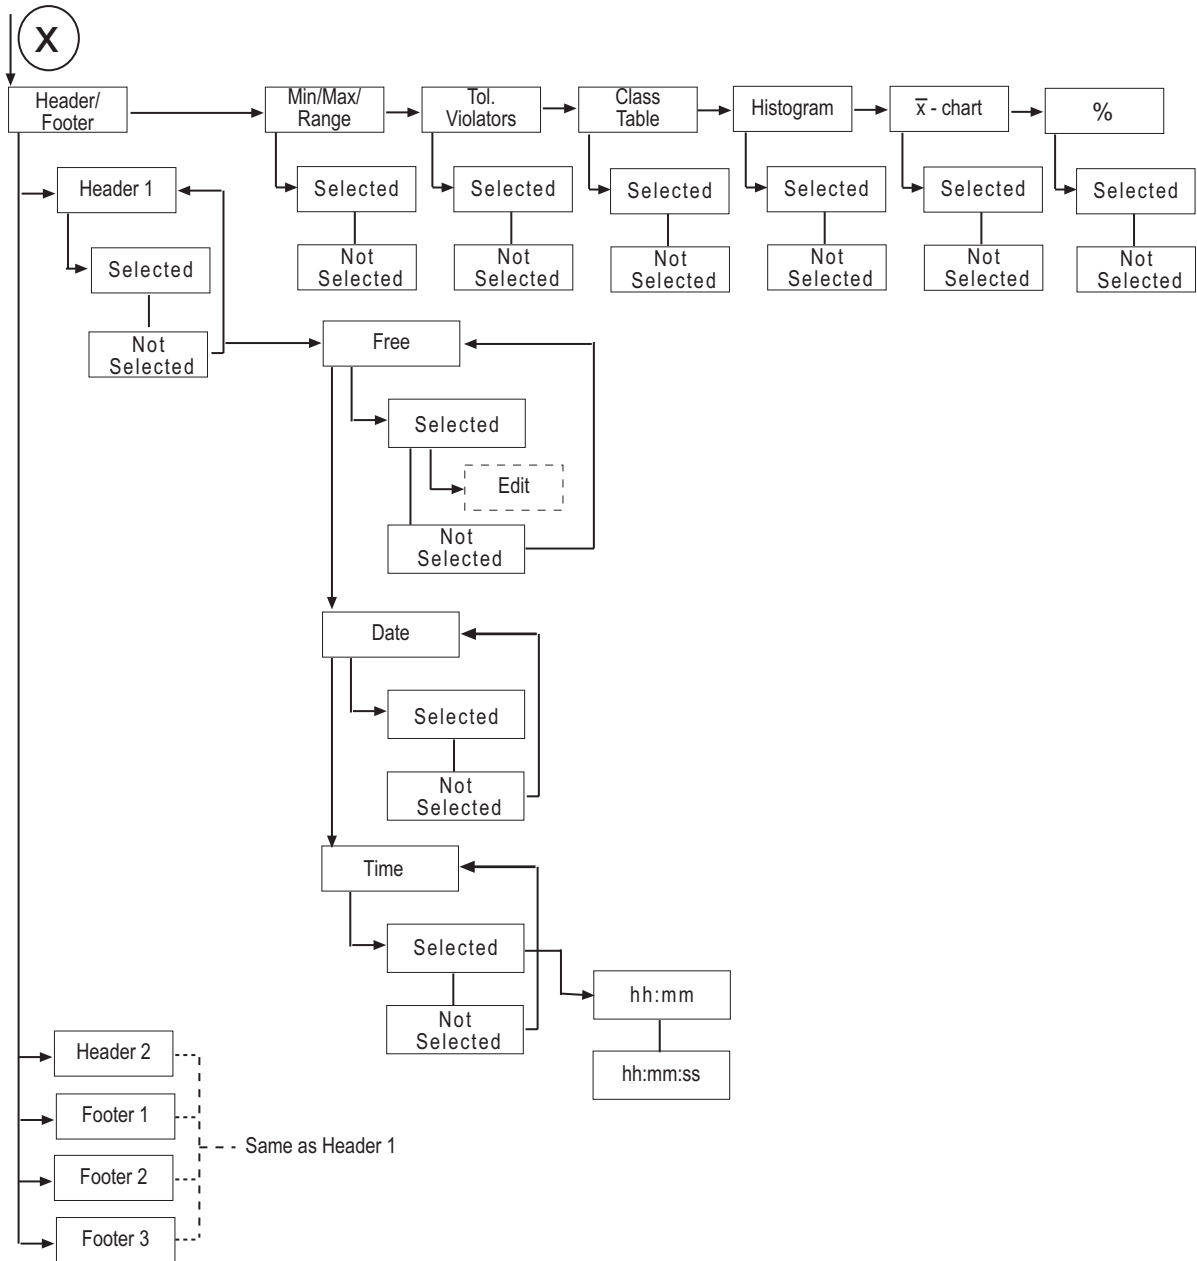 X
Header/
Footer
Min/Max/
Range
Tol.
Violators
Class
Table
Histogram
x̅ - chart
%
Header 1
Selected
Not
Selected
Selected
Not
Selected
Selected
Not
Selected
Selected
Not
Selected
Selected
Not
Selected
Selected
Not
Selected
Selected
Not
Selected
Free
Selected
Edit
Not
Selected
Date
Selected
Not
Selected
Time
Selected
Not
Selected
hh:mm
hh:mm:ss
Header 2
Footer 1
Footer 2
Footer 3
Same as Header 1